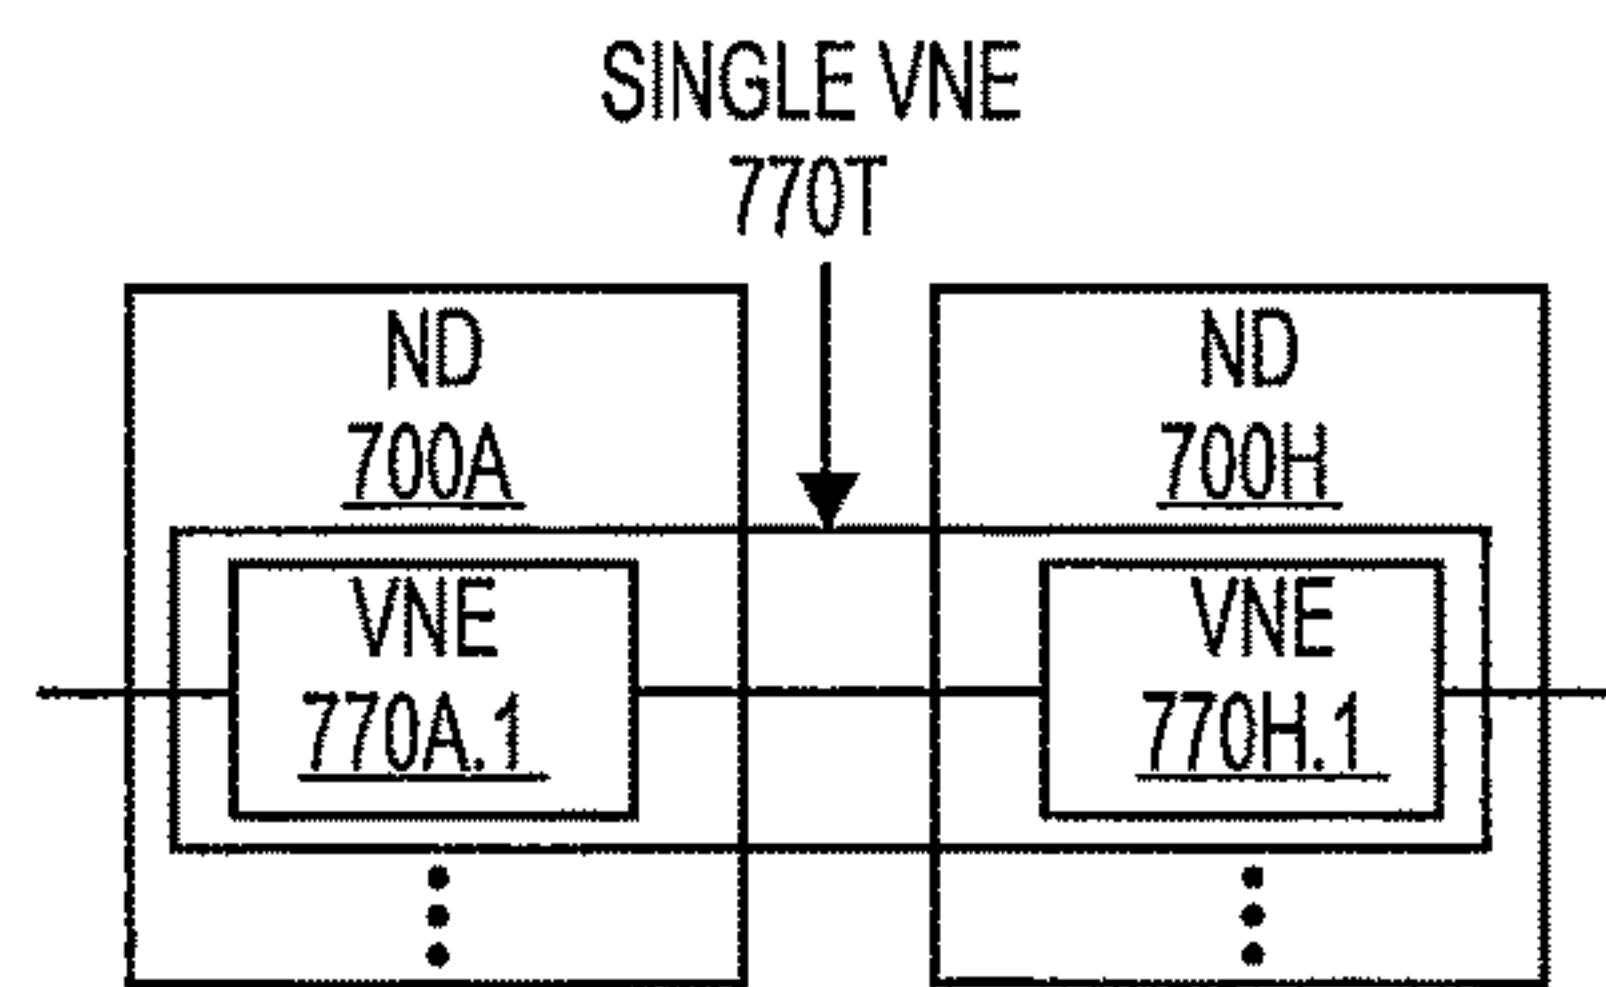 SINGLE VNE
770T
ND
700A
ND
700H
VNE
770A.1
VNE
770H.1